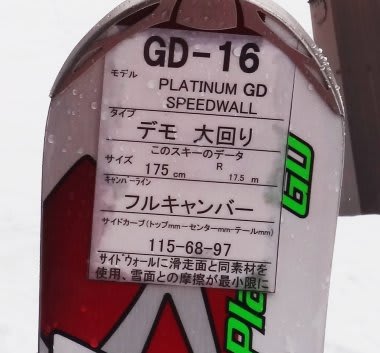 GD-16
モデル
PLATINUM GD
SPEEDWALL
タイプ
デモ 大回り
このスキーのデータ
サイズ 175 cm R 17.5 m
キャンバーライン
フルキャンバー
サイドカーブ(トップmm-センターmm-テールmm)
115-68-97
サイドウォールに滑走面と同素材を
使用、雪面との摩擦が最小限に
GD
Pla